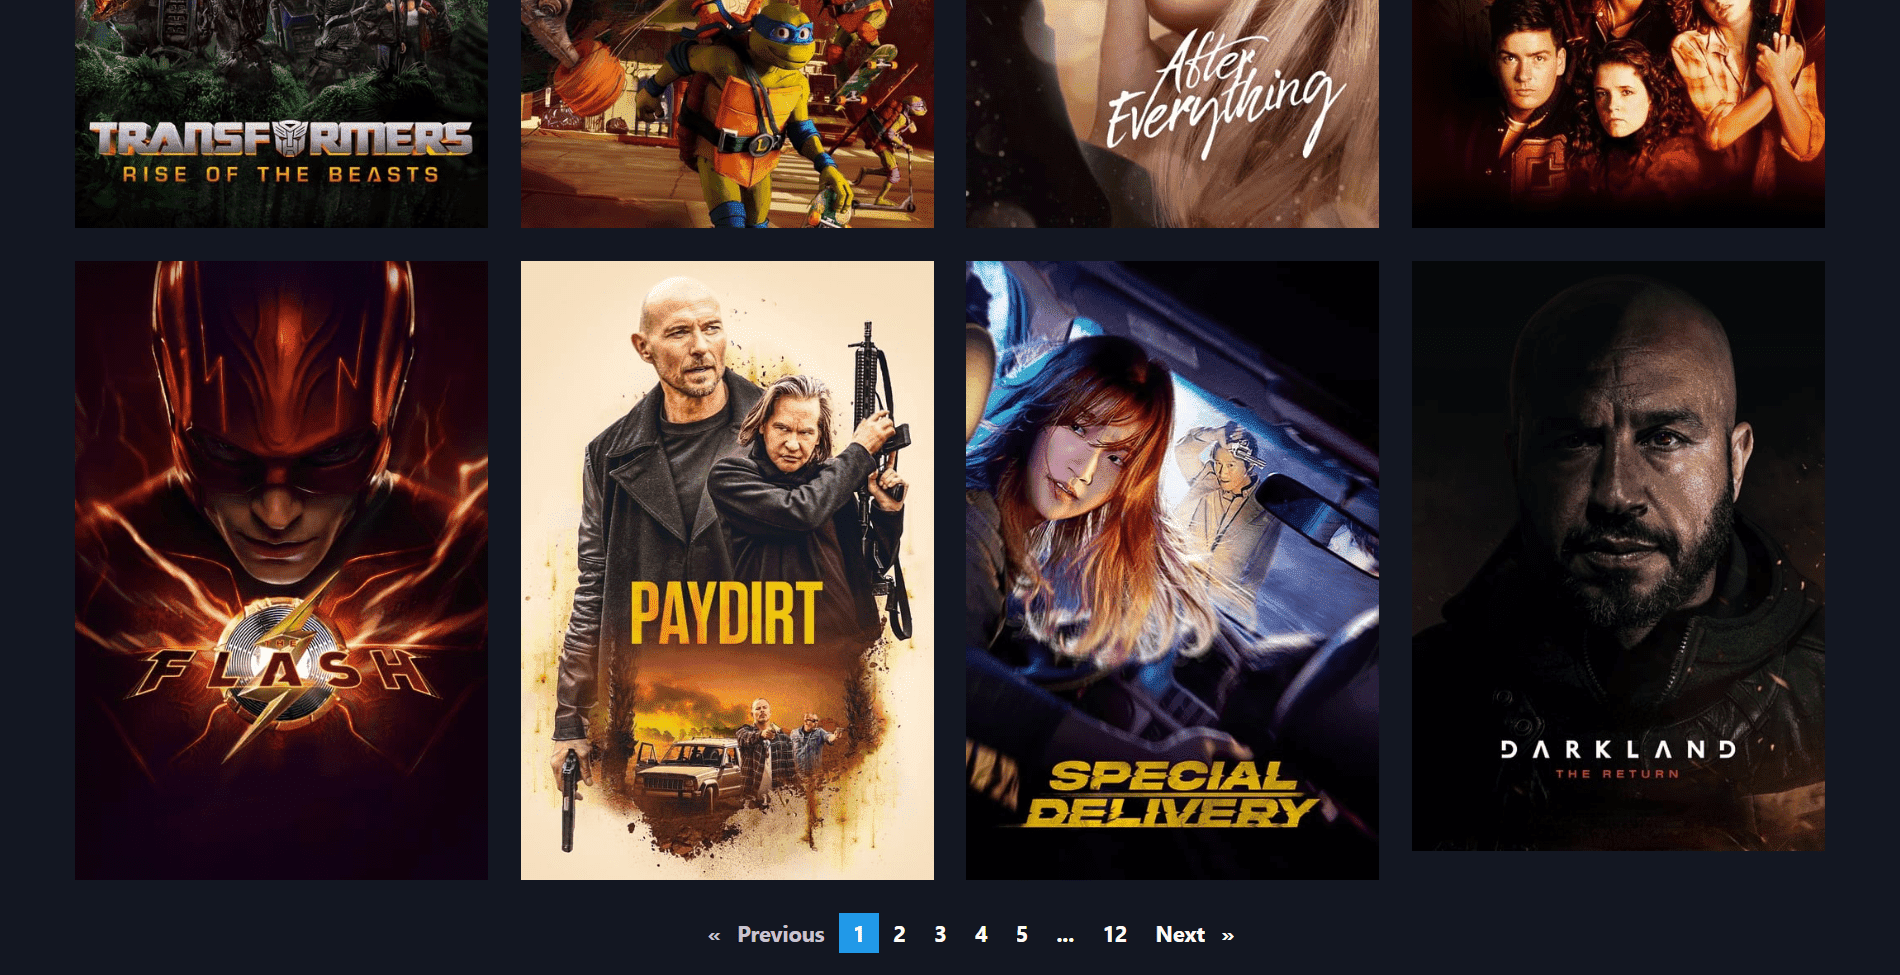 TRANSFORMERS
RISE OF THE BEASTS
L
After
Everything
THE
FLASH
PAYDIRT
SPECIAL
DELIVERY
DARKLAND
THE RETURN
« Previous 1 2 3 4 5 ... 12 Next »